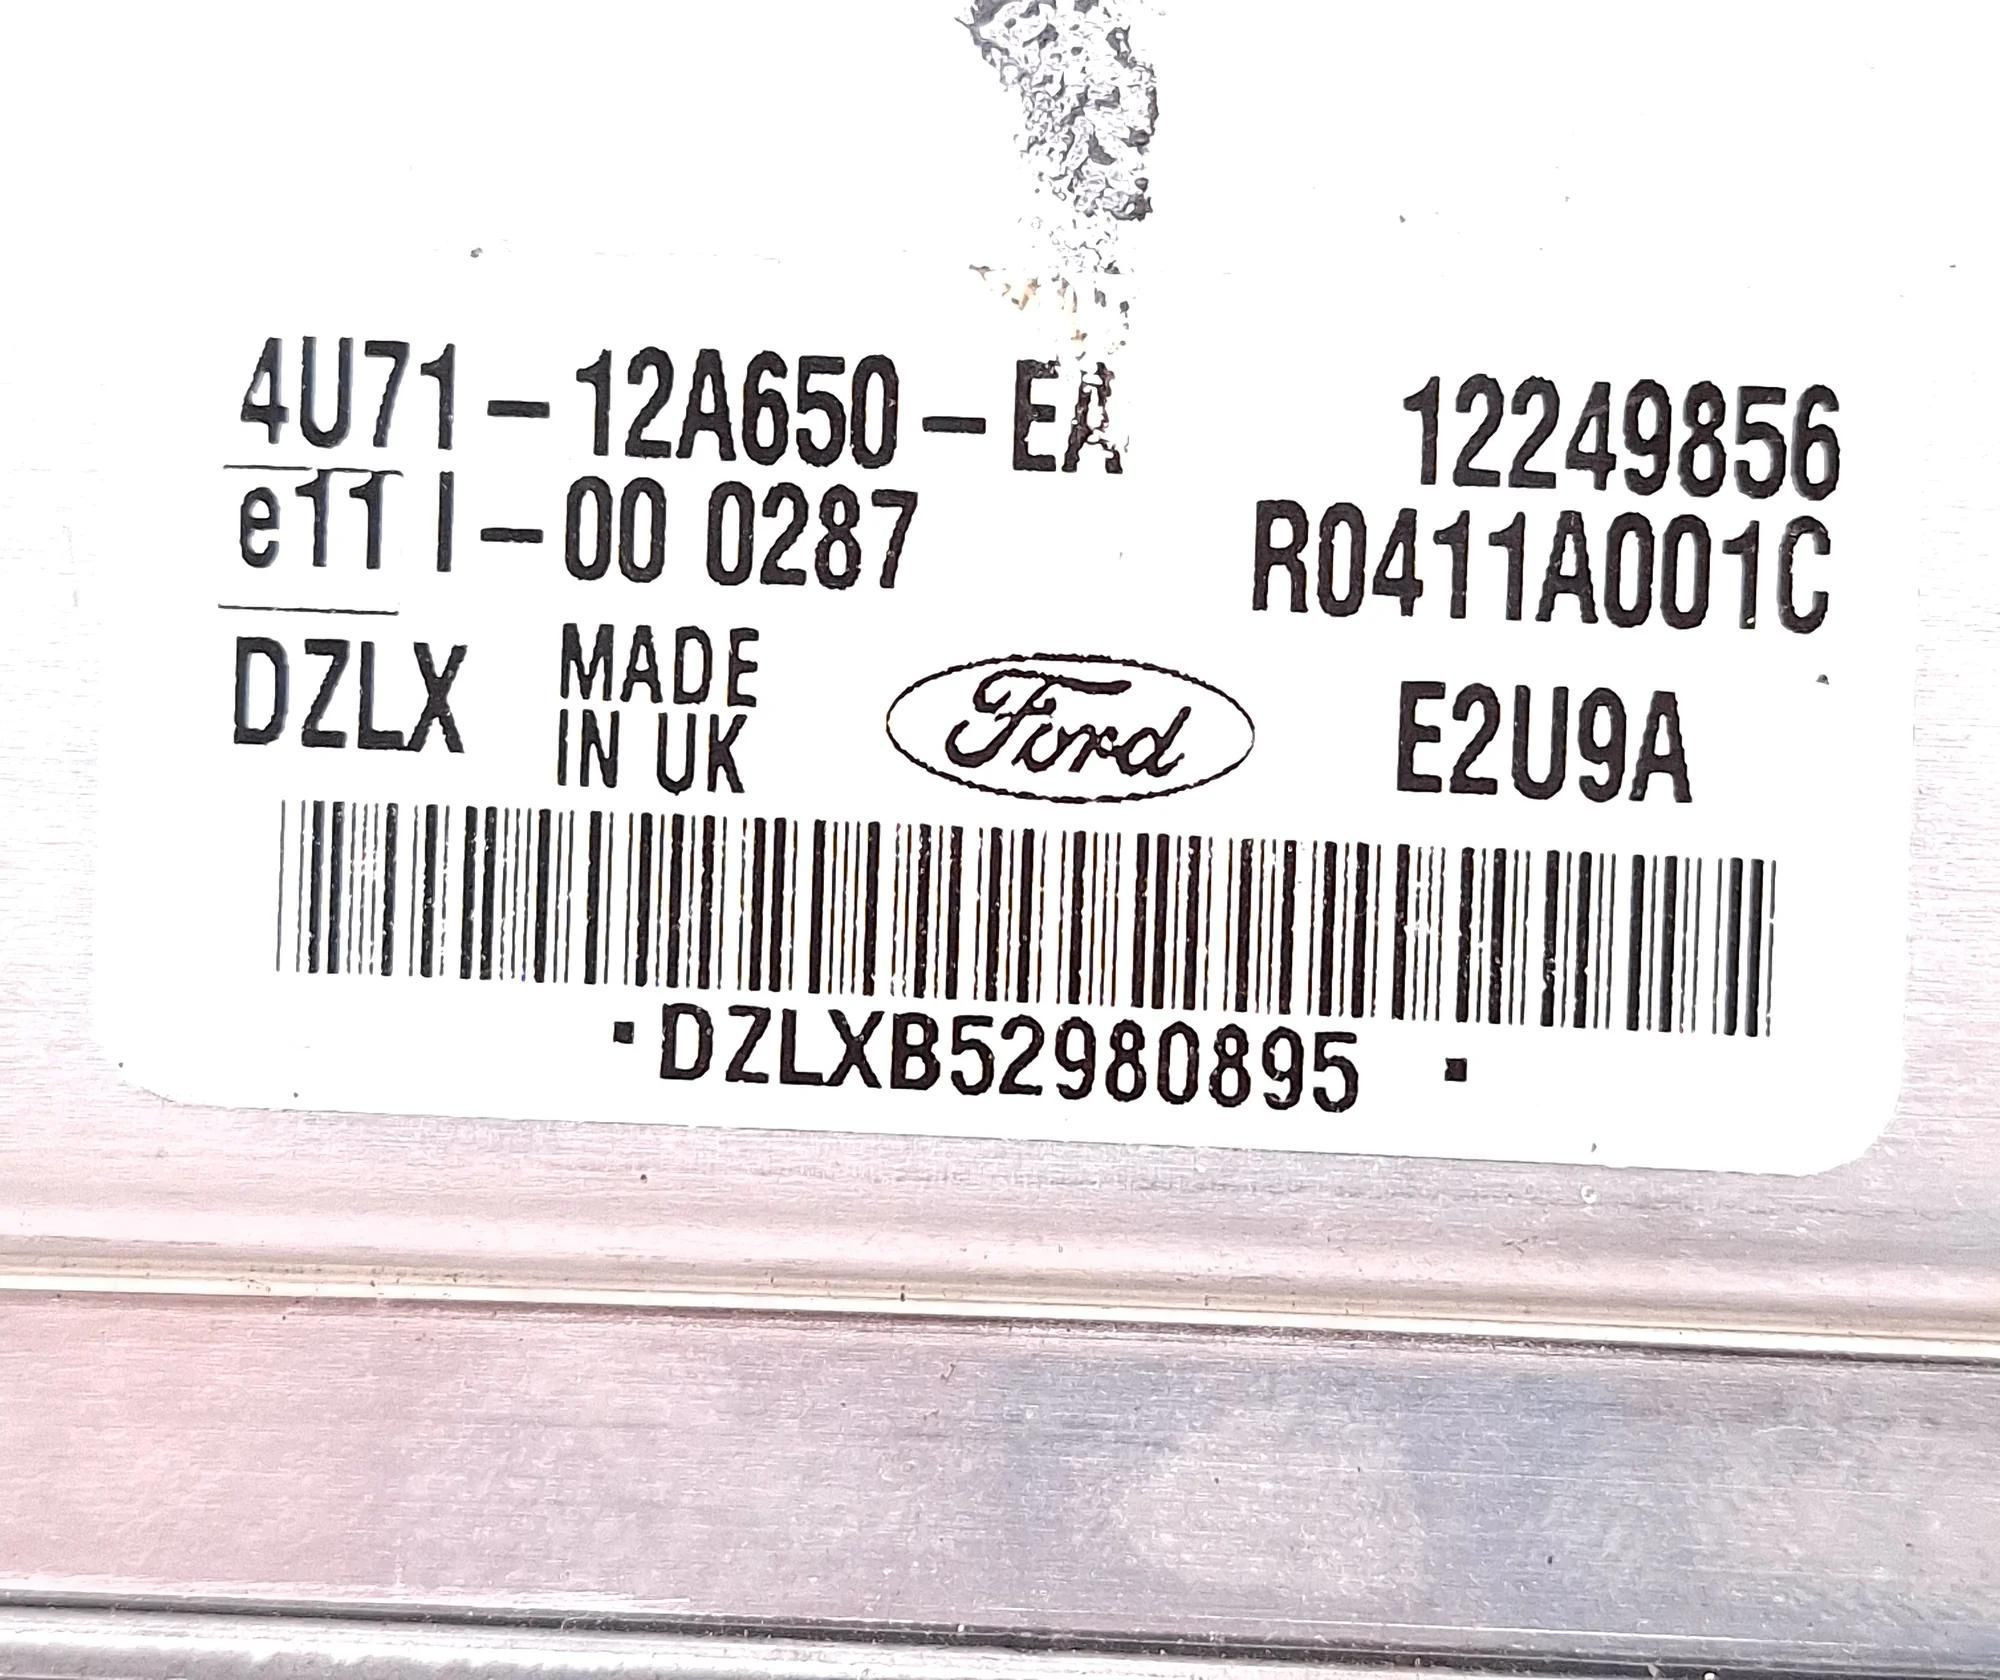 4U71-12A650-EA 12249856
e11 I-00 0287 R0411A001C
DZLX MADE IN UK Ford E2U9A
DZLXB52980895